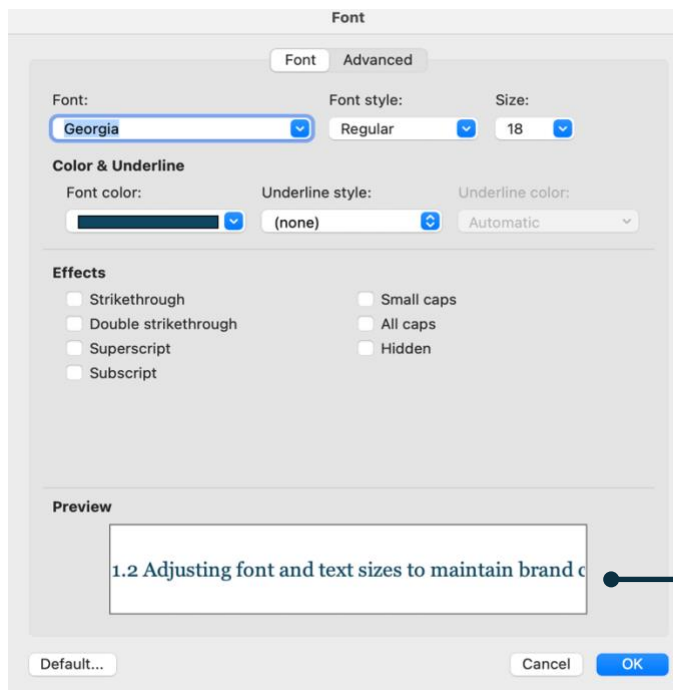 Font
Font Advanced
Font: Font style: Size:
Georgia Regular 18
Color & Underline
Font color: Underline style: Underline color:
(none) Automatic
Effects
Strikethrough Small caps
Double strikethrough All caps
Superscript Hidden
Subscript
Preview
1.2 Adjusting font and text sizes to maintain brand c
Default... Cancel OK